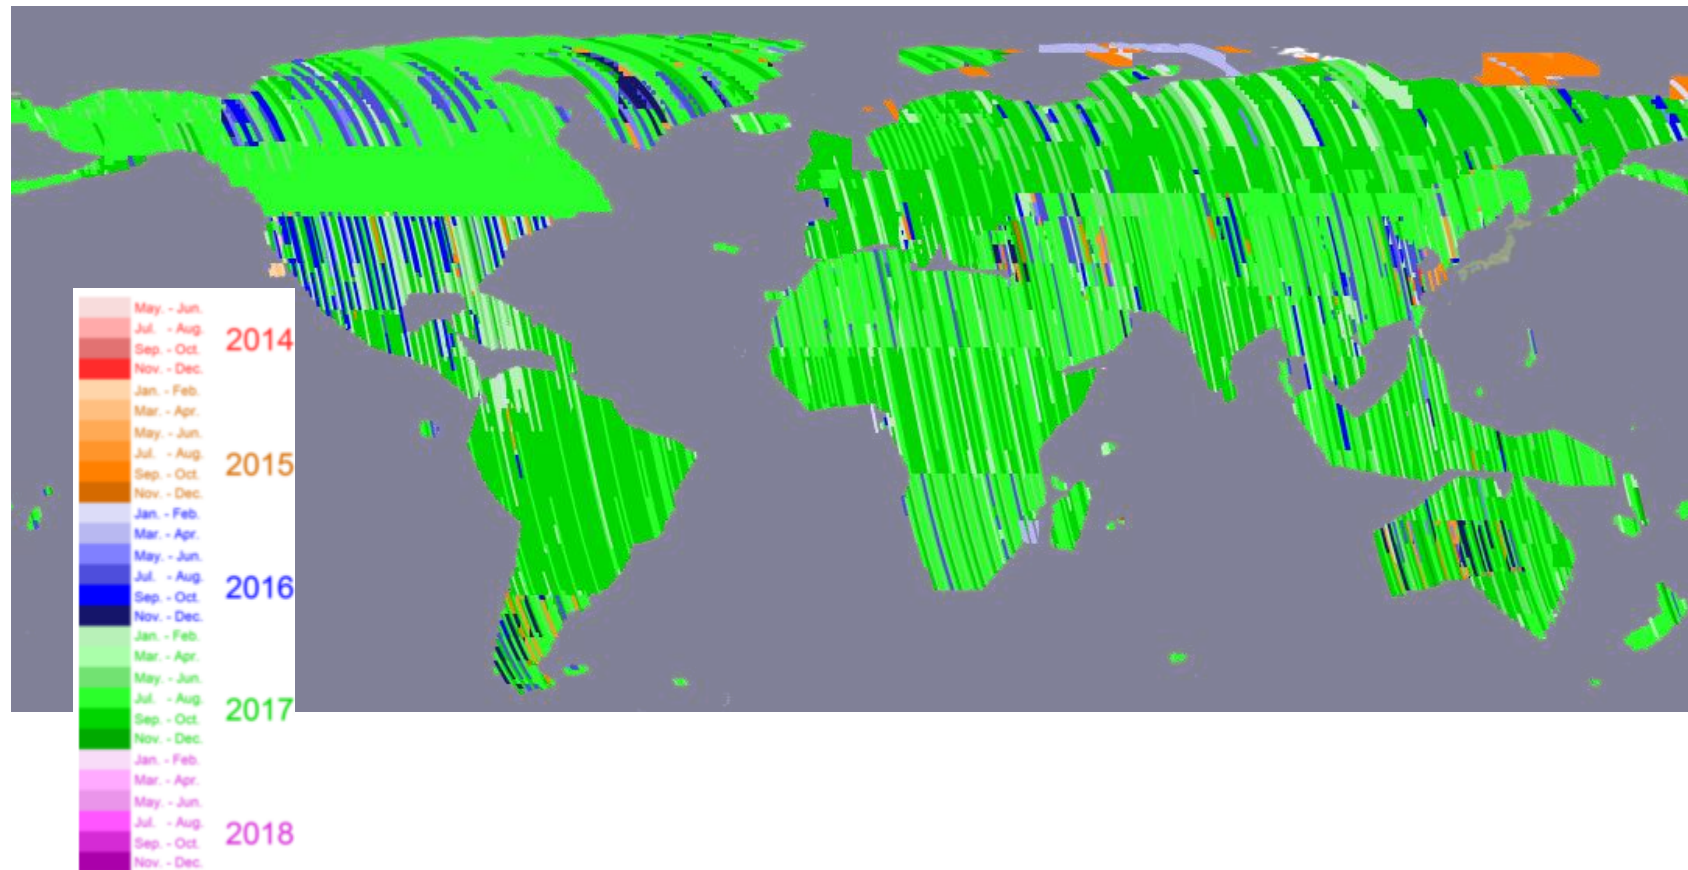 May. - Jun.
Jul. - Aug.
2014
Sep. - Oct.
Nov. - Dec.
Jan. - Feb.
Mar. - Apr.
May. - Jun.
Jul. - Aug.
2015
Sep. - Oct.
Nov. - Dec.
Jan. - Feb.
Mar. - Apr.
May. - Jun.
Jul. - Aug.
2016
Sep. - Oct.
Nov. - Dec.
Jan. - Feb.
Mar. - Apr.
May. - Jun.
Jul. - Aug.
2017
Sep. - Oct.
Nov. - Dec.
Jan. - Feb.
Mar. - Apr.
May. - Jun.
Jul. - Aug.
2018
Sep. - Oct.
Nov. - Dec.